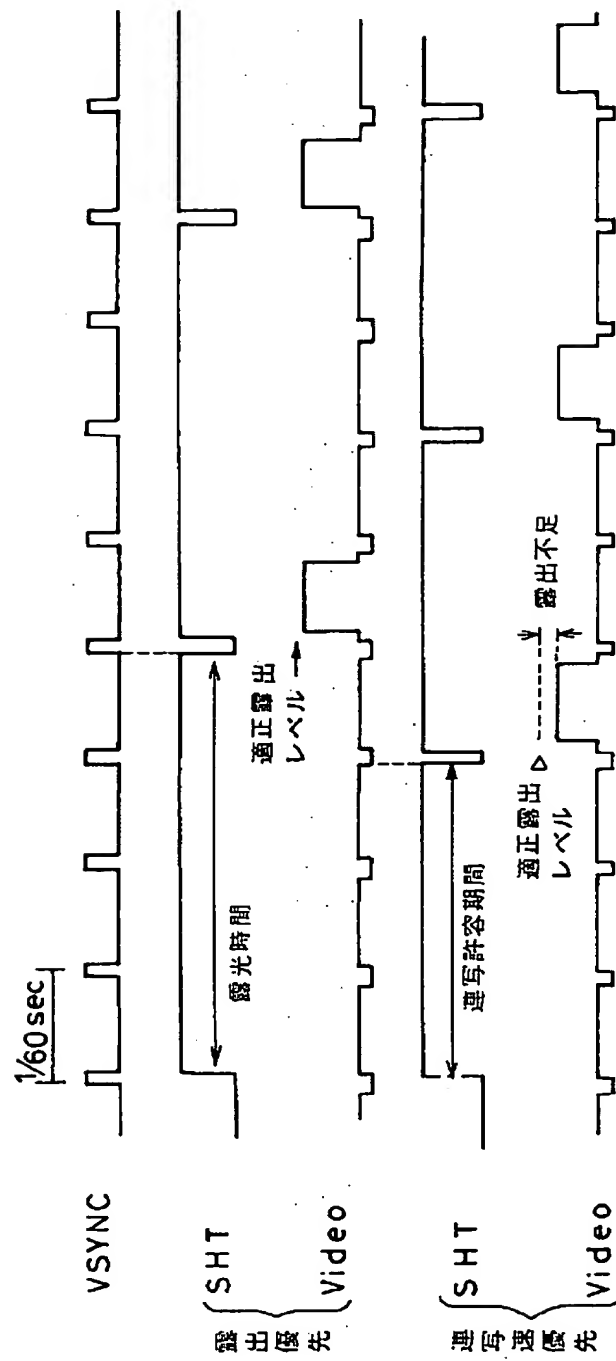 1/60 sec
VSYNC
露出優先
SHT
露光時間
Video
適正露出
レベル
連写速優先
SHT
連写許容期間
Video
適正露出
レベル
露出不足